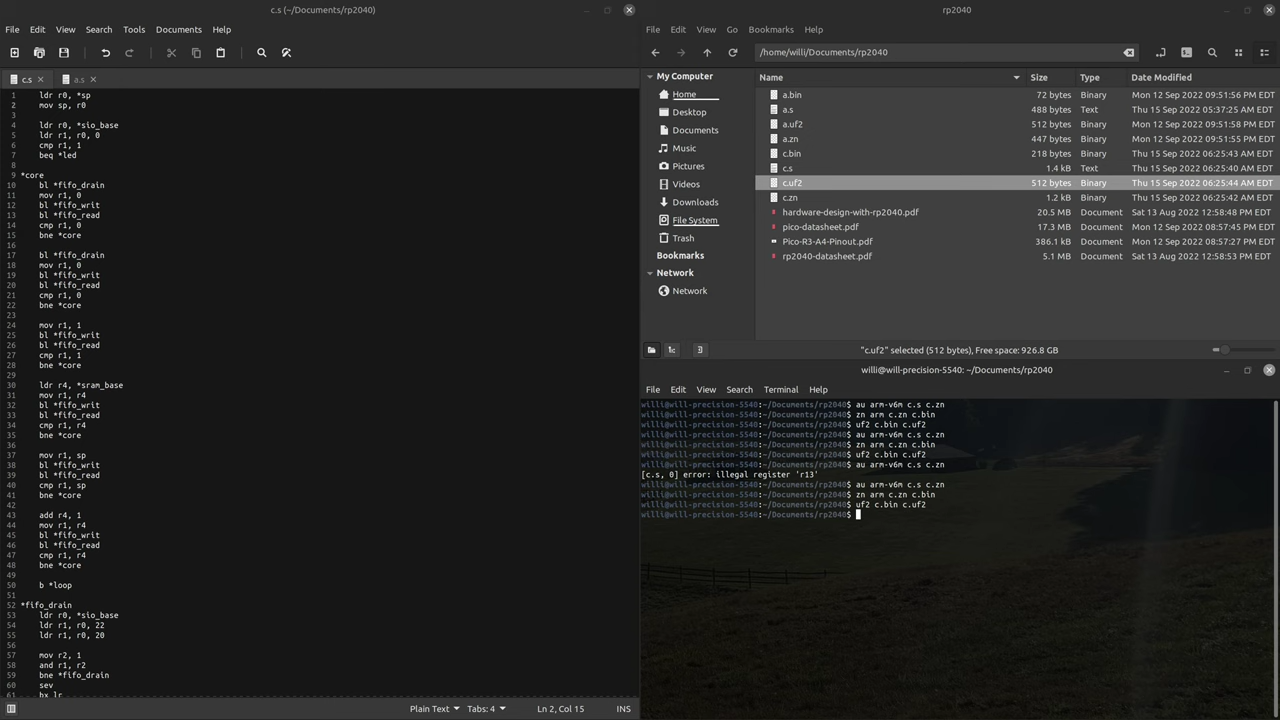 c.s (~/Documents/rp2040)
File Edit View Search Tools Documents Help
c.s
a.s
1 ldr r0, *sp
2 mov sp, r0
3
4 ldr r0, *sio_base
5 ldr r1, r0, 0
6 cmp r1, 1
7 beq *led
8
9 *core
10 bl *fifo_drain
11 mov r1, 0
12 bl *fifo_writ
13 bl *fifo_read
14 cmp r1, 0
15 bne *core
16
17 bl *fifo_drain
18 mov r1, 0
19 bl *fifo_writ
20 bl *fifo_read
21 cmp r1, 0
22 bne *core
23
24 mov r1, 1
25 bl *fifo_writ
26 bl *fifo_read
27 cmp r1, 1
28 bne *core
29
30 ldr r4, *sram_base
31 mov r1, r4
32 bl *fifo_writ
33 bl *fifo_read
34 cmp r1, r4
35 bne *core
36
37 mov r1, sp
38 bl *fifo_writ
39 bl *fifo_read
40 cmp r1, sp
41 bne *core
42
43 add r4, 1
44 mov r1, r4
45 bl *fifo_writ
46 bl *fifo_read
47 cmp r1, r4
48 bne *core
49
50 b *loop
51
52 *fifo_drain
53 ldr r0, *sio_base
54 ldr r1, r0, 22
55 ldr r1, r0, 20
56
57 mov r2, 1
58 and r1, r2
59 bne *fifo_drain
60 sev
61 bx lr
Plain Text Tabs: 4 Ln 2, Col 15 INS
rp2040
File Edit View Go Bookmarks Help
/home/willi/Documents/rp2040
My Computer
Home
Desktop
Documents
Music
Pictures
Videos
Downloads
File System
Trash
Bookmarks
Network
Network
Name Size Type Date Modified
a.bin 72 bytes Binary Mon 12 Sep 2022 09:51:56 PM EDT
a.s 488 bytes Text Thu 15 Sep 2022 05:37:25 AM EDT
a.uf2 512 bytes Binary Mon 12 Sep 2022 09:51:58 PM EDT
a.zn 447 bytes Binary Mon 12 Sep 2022 09:51:55 PM EDT
c.bin 218 bytes Binary Thu 15 Sep 2022 06:25:43 AM EDT
c.s 1.4 kB Text Thu 15 Sep 2022 06:25:40 AM EDT
c.uf2 512 bytes Binary Thu 15 Sep 2022 06:25:44 AM EDT
c.zn 1.2 kB Binary Thu 15 Sep 2022 06:25:42 AM EDT
hardware-design-with-rp2040.pdf 20.5 MB Document Sat 13 Aug 2022 12:58:48 PM EDT
pico-datasheet.pdf 17.3 MB Document Mon 12 Sep 2022 08:57:45 PM EDT
Pico-R3-A4-Pinout.pdf 386.1 kB Document Mon 12 Sep 2022 08:57:27 PM EDT
rp2040-datasheet.pdf 5.1 MB Document Sat 13 Aug 2022 12:58:53 PM EDT
"c.uf2" selected (512 bytes), Free space: 926.8 GB
willi@will-precision-5540: ~/Documents/rp2040
File Edit View Search Terminal Help
willi@will-precision-5540:~/Documents/rp2040$ au arm-v6m c.s c.zn
willi@will-precision-5540:~/Documents/rp2040$ zn arm c.zn c.bin
willi@will-precision-5540:~/Documents/rp2040$ uf2 c.bin c.uf2
willi@will-precision-5540:~/Documents/rp2040$ au arm-v6m c.s c.zn
willi@will-precision-5540:~/Documents/rp2040$ zn arm c.zn c.bin
willi@will-precision-5540:~/Documents/rp2040$ uf2 c.bin c.uf2
willi@will-precision-5540:~/Documents/rp2040$ au arm-v6m c.s c.zn
[c.s, 0] error: illegal register 'r13'
willi@will-precision-5540:~/Documents/rp2040$ au arm-v6m c.s c.zn
willi@will-precision-5540:~/Documents/rp2040$ zn arm c.zn c.bin
willi@will-precision-5540:~/Documents/rp2040$ uf2 c.bin c.uf2
willi@will-precision-5540:~/Documents/rp2040$